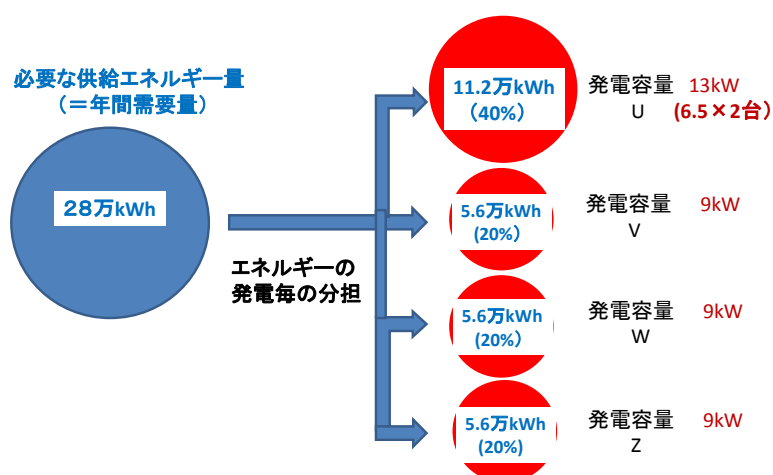 必要な供給エネルギー量
（＝年間需要量）
28万kWh
エネルギーの
発電毎の分担
11.2万kWh
（40%）
発電容量 13kW
U (6.5×2台)
5.6万kWh
(20%）
発電容量 9kW
V
5.6万kWh
(20%）
発電容量 9kW
W
5.6万kWh
(20%)
発電容量 9kW
Z